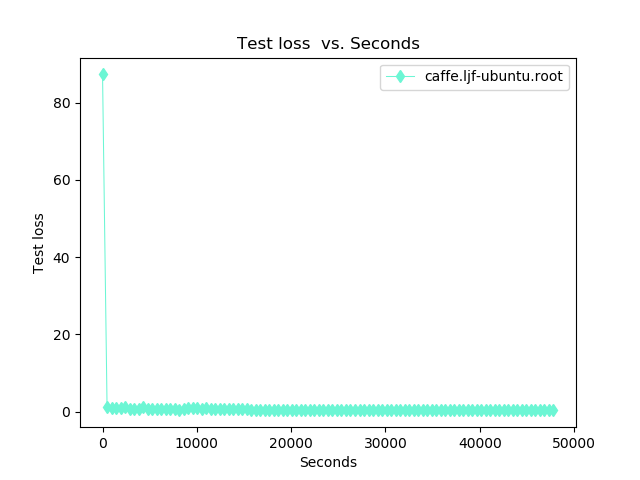 Test loss  vs. Seconds
caffe.ljf-ubuntu.root
80
60
40
20
0
Test loss
0 10000 20000 30000 40000 50000
Seconds